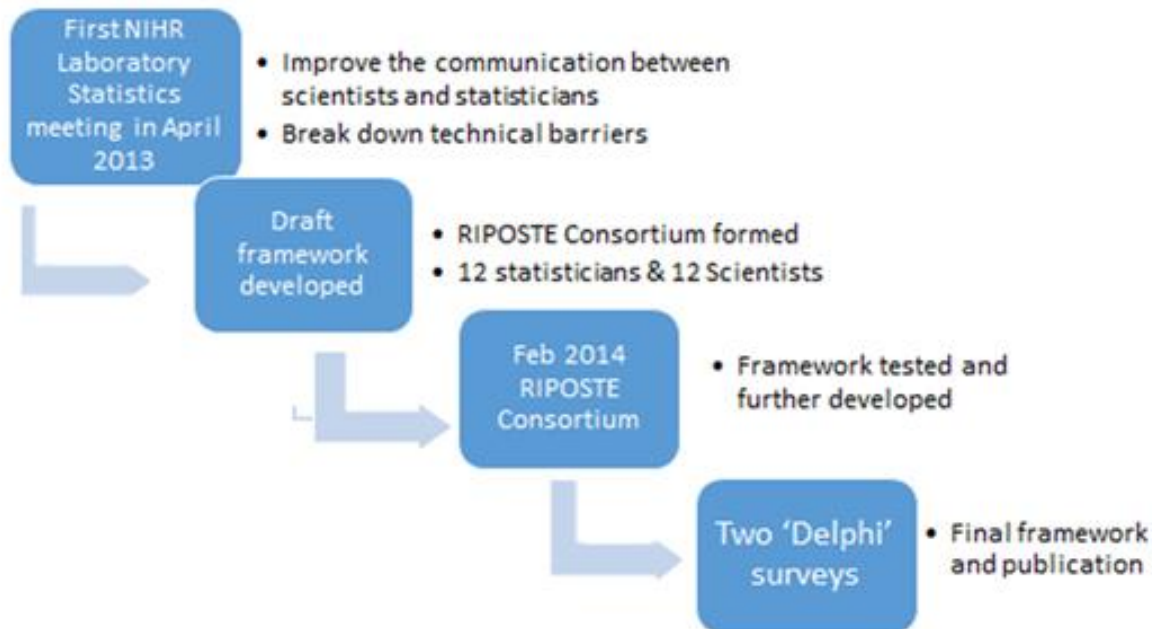 First NIHR
Laboratory
Statistics
meeting in April
2013
• Improve the communication between
scientists and statisticians
• Break down technical barriers
Draft
framework
developed
• RIPOSTE Consortium formed
• 12 statisticians & 12 Scientists
Feb 2014
RIPOSTE
Consortium
• Framework tested and
further developed
Two ‘Delphi’
surveys
• Final framework
and publication